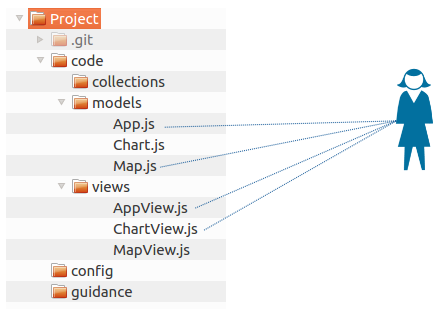 Project
.git
code
collections
models
App.js
Chart.js
Map.js
views
AppView.js
ChartView.js
MapView.js
config
guidance